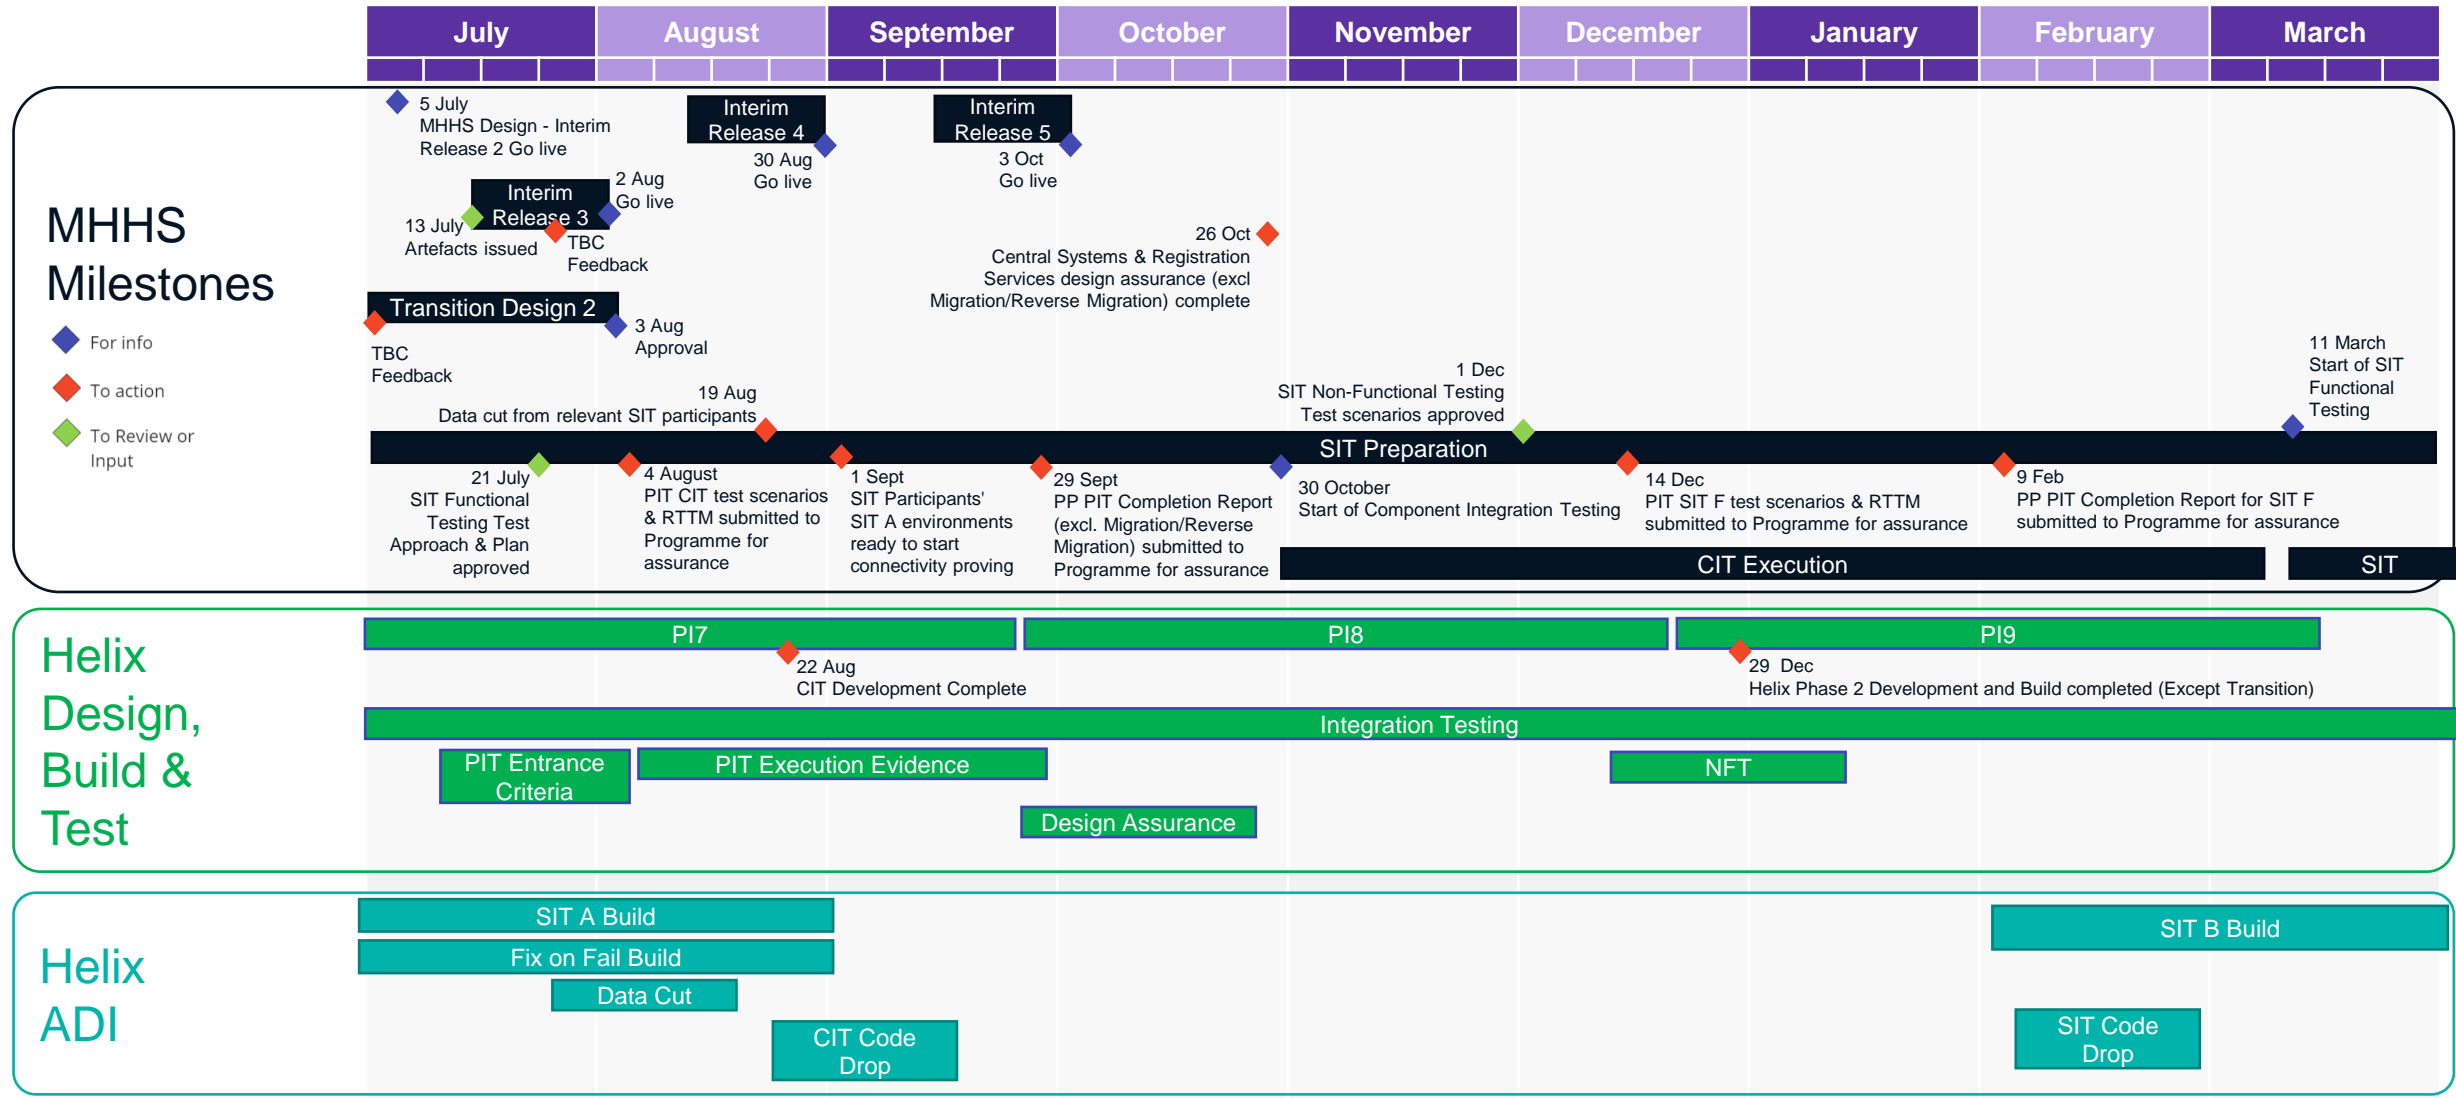 July
August
September
October
November
December
January
February
March
MHHS
Milestones
For info
To action
To Review or
Input
5 July
MHHS Design - Interim
Release 2 Go live
Interim
Release 4
30 Aug
Go live
Interim
Release 5
3 Oct
Go live
Interim
Release 3
2 Aug
Go live
13 July
Artefacts issued
TBC
Feedback
26 Oct
Central Systems & Registration
Services design assurance (excl
Migration/Reverse Migration) complete
Transition Design 2
TBC
Feedback
3 Aug
Approval
19 Aug
Data cut from relevant SIT participants
1 Dec
SIT Non-Functional Testing
Test scenarios approved
11 March
Start of SIT
Functional
Testing
SIT Preparation
21 July
SIT Functional
Testing Test
Approach & Plan
approved
4 August
PIT CIT test scenarios
& RTTM submitted to
Programme for
assurance
1 Sept
SIT Participants'
SIT A environments
ready to start
connectivity proving
29 Sept
PP PIT Completion Report
(excl. Migration/Reverse
Migration) submitted to
Programme for assurance
30 October
Start of Component Integration Testing
14 Dec
PIT SIT F test scenarios & RTTM
submitted to Programme for assurance
9 Feb
PP PIT Completion Report for SIT F
submitted to Programme for assurance
CIT Execution
SIT
Helix
Design,
Build &
Test
PI7
PI8
PI9
22 Aug
CIT Development Complete
29 Dec
Helix Phase 2 Development and Build completed (Except Transition)
Integration Testing
PIT Entrance
Criteria
PIT Execution Evidence
NFT
Design Assurance
Helix
ADI
SIT A Build
SIT B Build
Fix on Fail Build
Data Cut
CIT Code
Drop
SIT Code
Drop